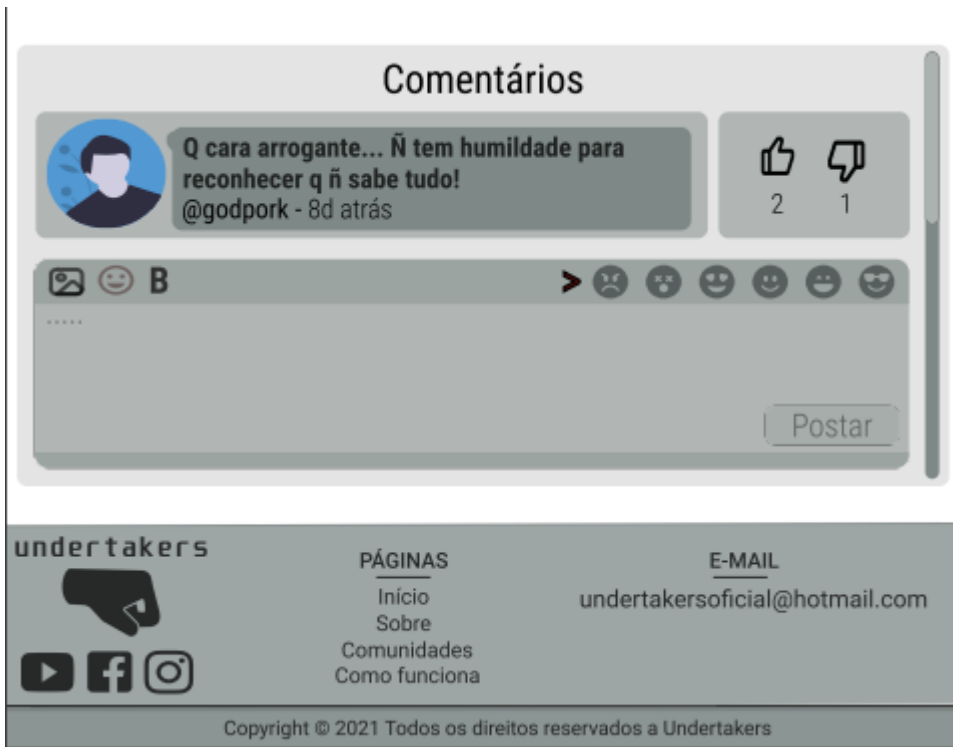 Comentários
Q cara arrogante... Ñ tem humildade para
reconhecer q ñ sabe tudo!
@godpork - 8d atrás
2 1
B >
.....
Postar
undertakers
PÁGINAS
Início
Sobre
Comunidades
Como funciona
E-MAIL
undertakersoficial@hotmail.com
Copyright © 2021 Todos os direitos reservados a Undertakers